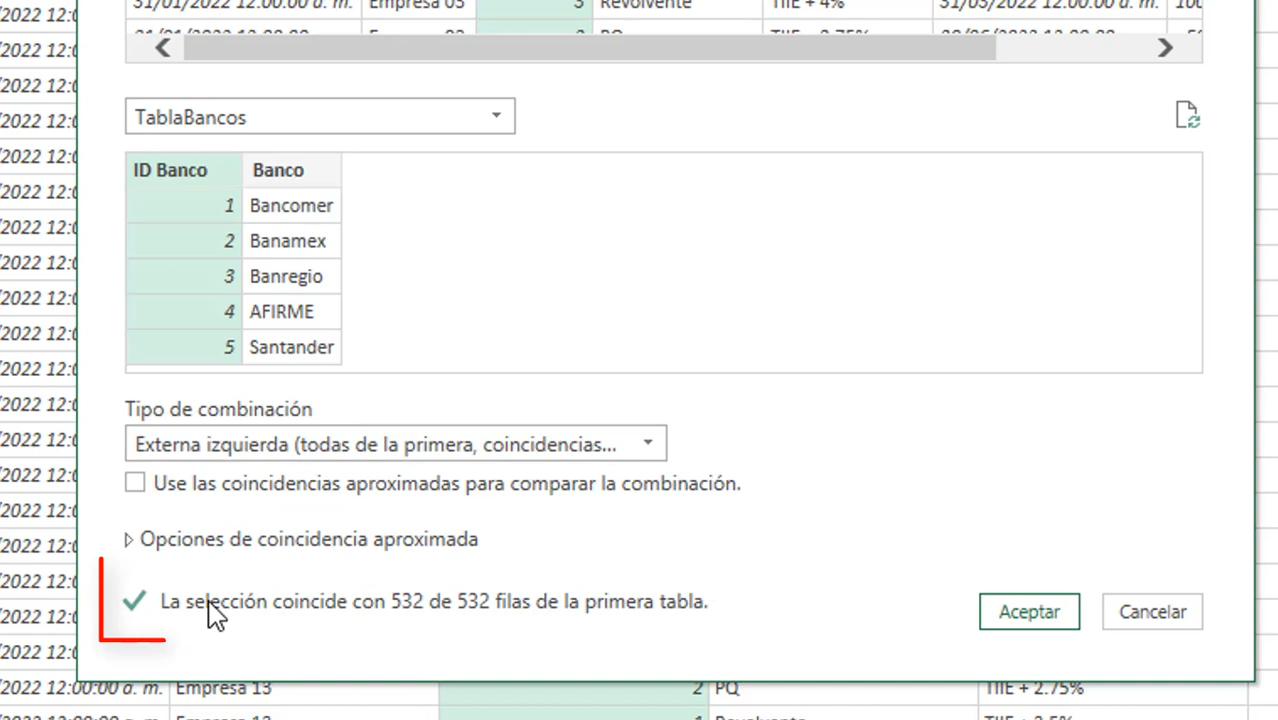 31/01/2022 12:00:00 a. m. Empresa 03 3 Revolvente TIIE + 4% 31/03/2022 12:00:00 a. m. 100
TablaBancos
ID Banco Banco
1 Bancomer
2 Banamex
3 Banregio
4 AFIRME
5 Santander
Tipo de combinación
Externa izquierda (todas de la primera, coincidencias...
Use las coincidencias aproximadas para comparar la combinación.
Opciones de coincidencia aproximada
La selección coincide con 532 de 532 filas de la primera tabla.
Aceptar Cancelar
/2022 12:00:00 a. m. Empresa 13 2 PQ TIIE + 2.75%